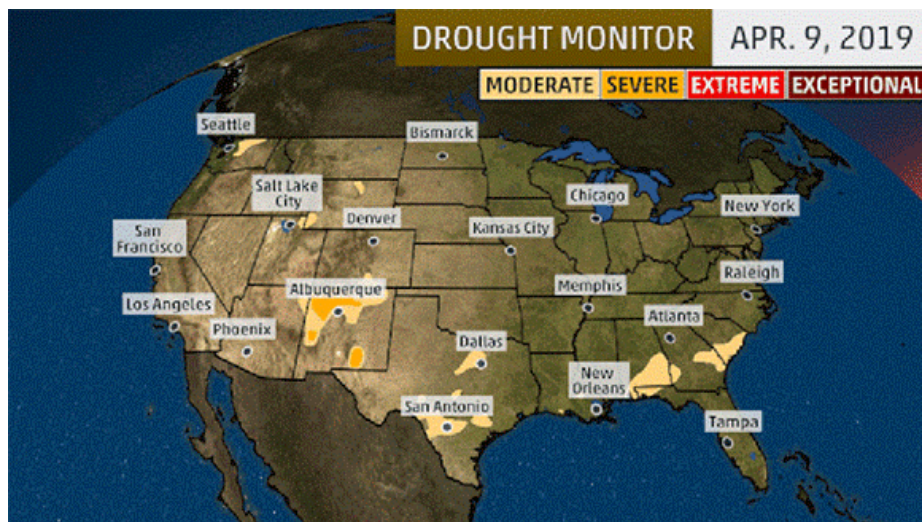 DROUGHT MONITOR
APR. 9, 2019
MODERATE SEVERE EXTREME EXCEPTIONAL
Seattle
Bismarck
Salt Lake
City
Chicago
New York
Denver
San
Francisco
Kansas City
Raleigh
Albuquerque
Memphis
Los Angeles
Atlanta
Phoenix
Dallas
New
Orleans
San Antonio
Tampa